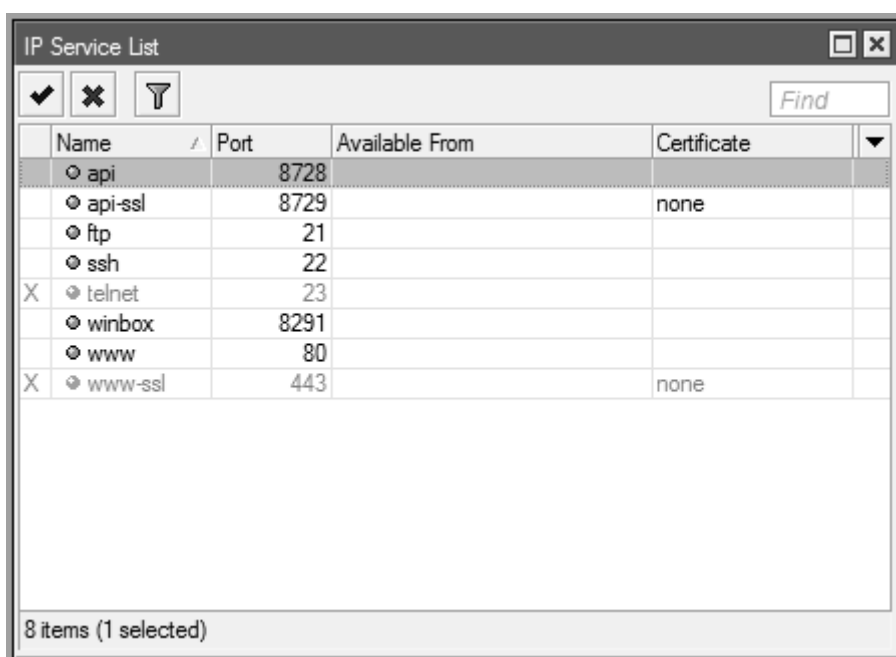 IP Service List
Find
Name Port Available From Certificate
api 8728
api-ssl 8729 none
ftp 21
ssh 22
X telnet 23
winbox 8291
www 80
X www-ssl 443 none
8 items (1 selected)